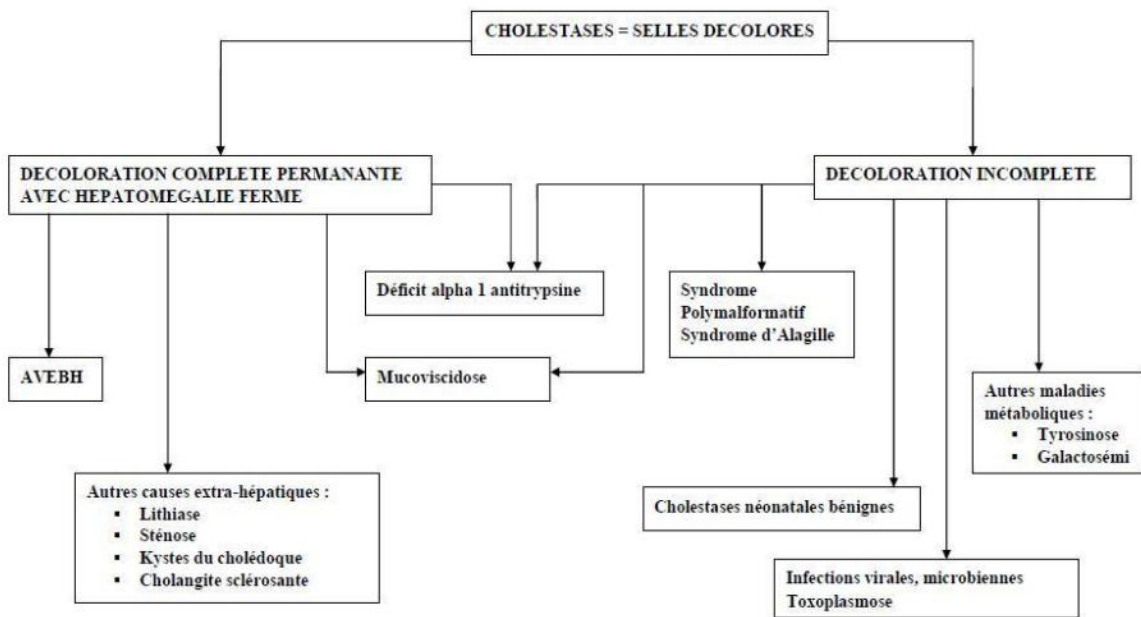 CHOLESTASES = SELLES DECOLORES
DECOLORATION COMPLETE PERMANANTE
AVEC HEPATOMEGALIE FERME
DECOLORATION INCOMPLETE
Déficit alpha 1 antitrypsine
Syndrome
Polymalformatif
Syndrome d'Alagille
AVEBH
Mucoviscidose
Autres maladies
métaboliques :
▪ Tyrosinose
▪ Galactosémi
Autres causes extra-hépatiques :
▪ Lithiase
▪ Sténose
▪ Kystes du cholédoque
▪ Cholangite sclérosante
Cholestases néonatales bénignes
Infections virales, microbiennes
Toxoplasmose